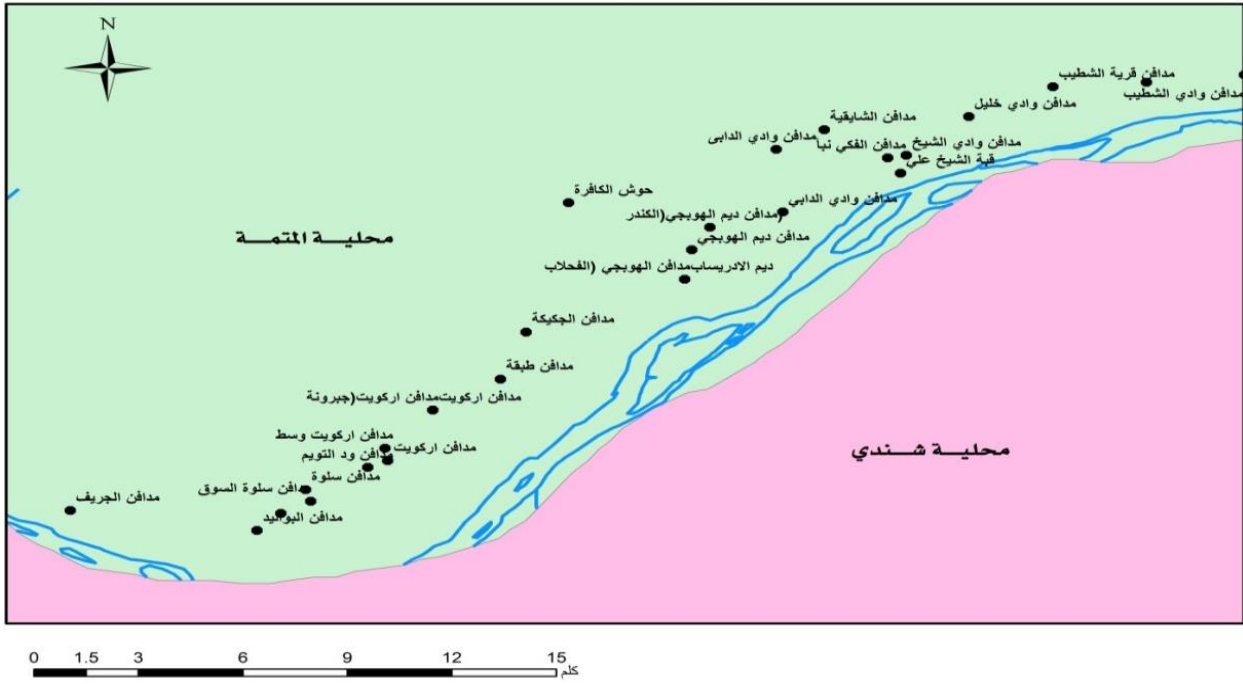 N
مدافن قرية الشطيب
مدافن وادي الشطيب
مدافن وادي خليل
مدافن الشايقية
مدافن وادي الدابى
مدافن الفكي نبا
مدافن وادي الشيخ
قبة الشيخ علي
حوش الكافرة
مدافن وادي الدابي
(مدافن ديم الهوبجي(الكندر
محليـــة المتمـــة
مدافن ديم الهوبجي
ديم الادريساب
مدافن الهوبجي (الفحلاب
مدافن الجكيكة
مدافن طبقة
مدافن اركويت
مدافن اركويت(جبرونة
مدافن اركويت وسط
مدافن اركويت
مدافن ود التويم
محليـــة شـــندي
مدافن سلوة
مدافن سلوة السوق
مدافن الجريف
مدافن البواليد
0 1.5 3 6 9 12 15
كلم